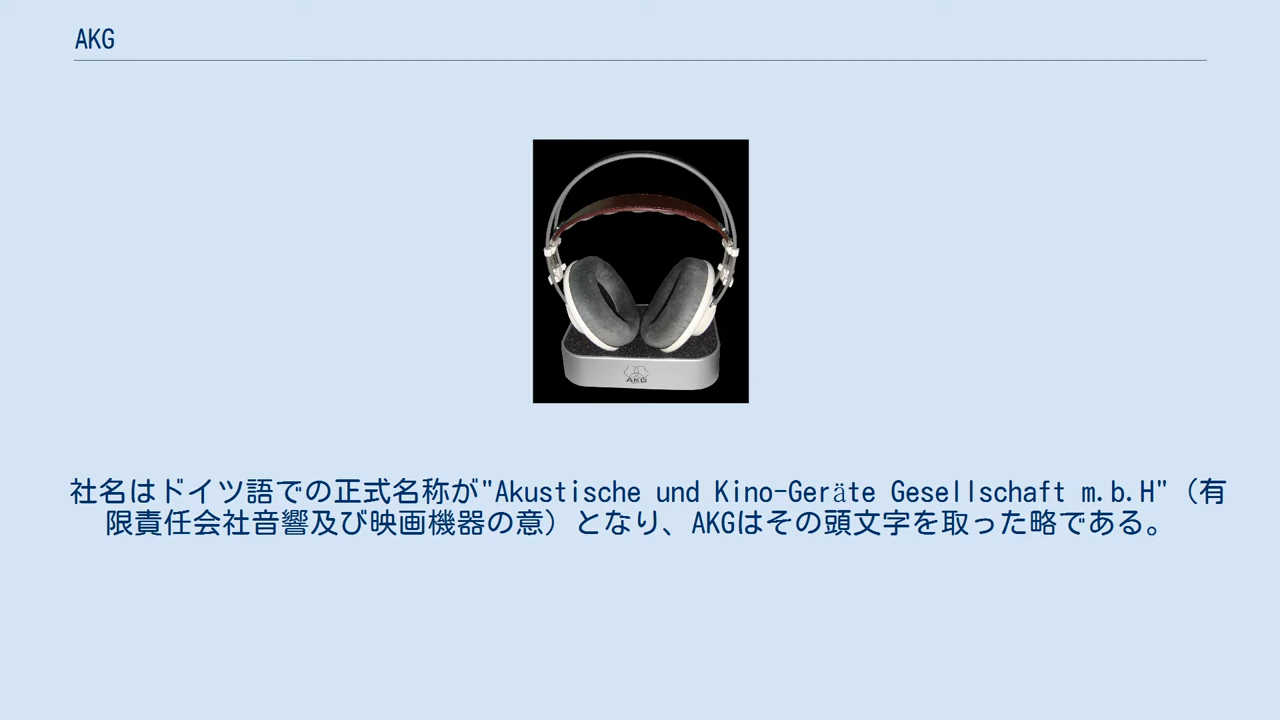 AKG
AKG
社名はドイツ語での正式名称が"Akustische und Kino-Geräte Gesellschaft m.b.H"（有
限責任会社音響及び映画機器の意）となり、AKGはその頭文字を取った略である。